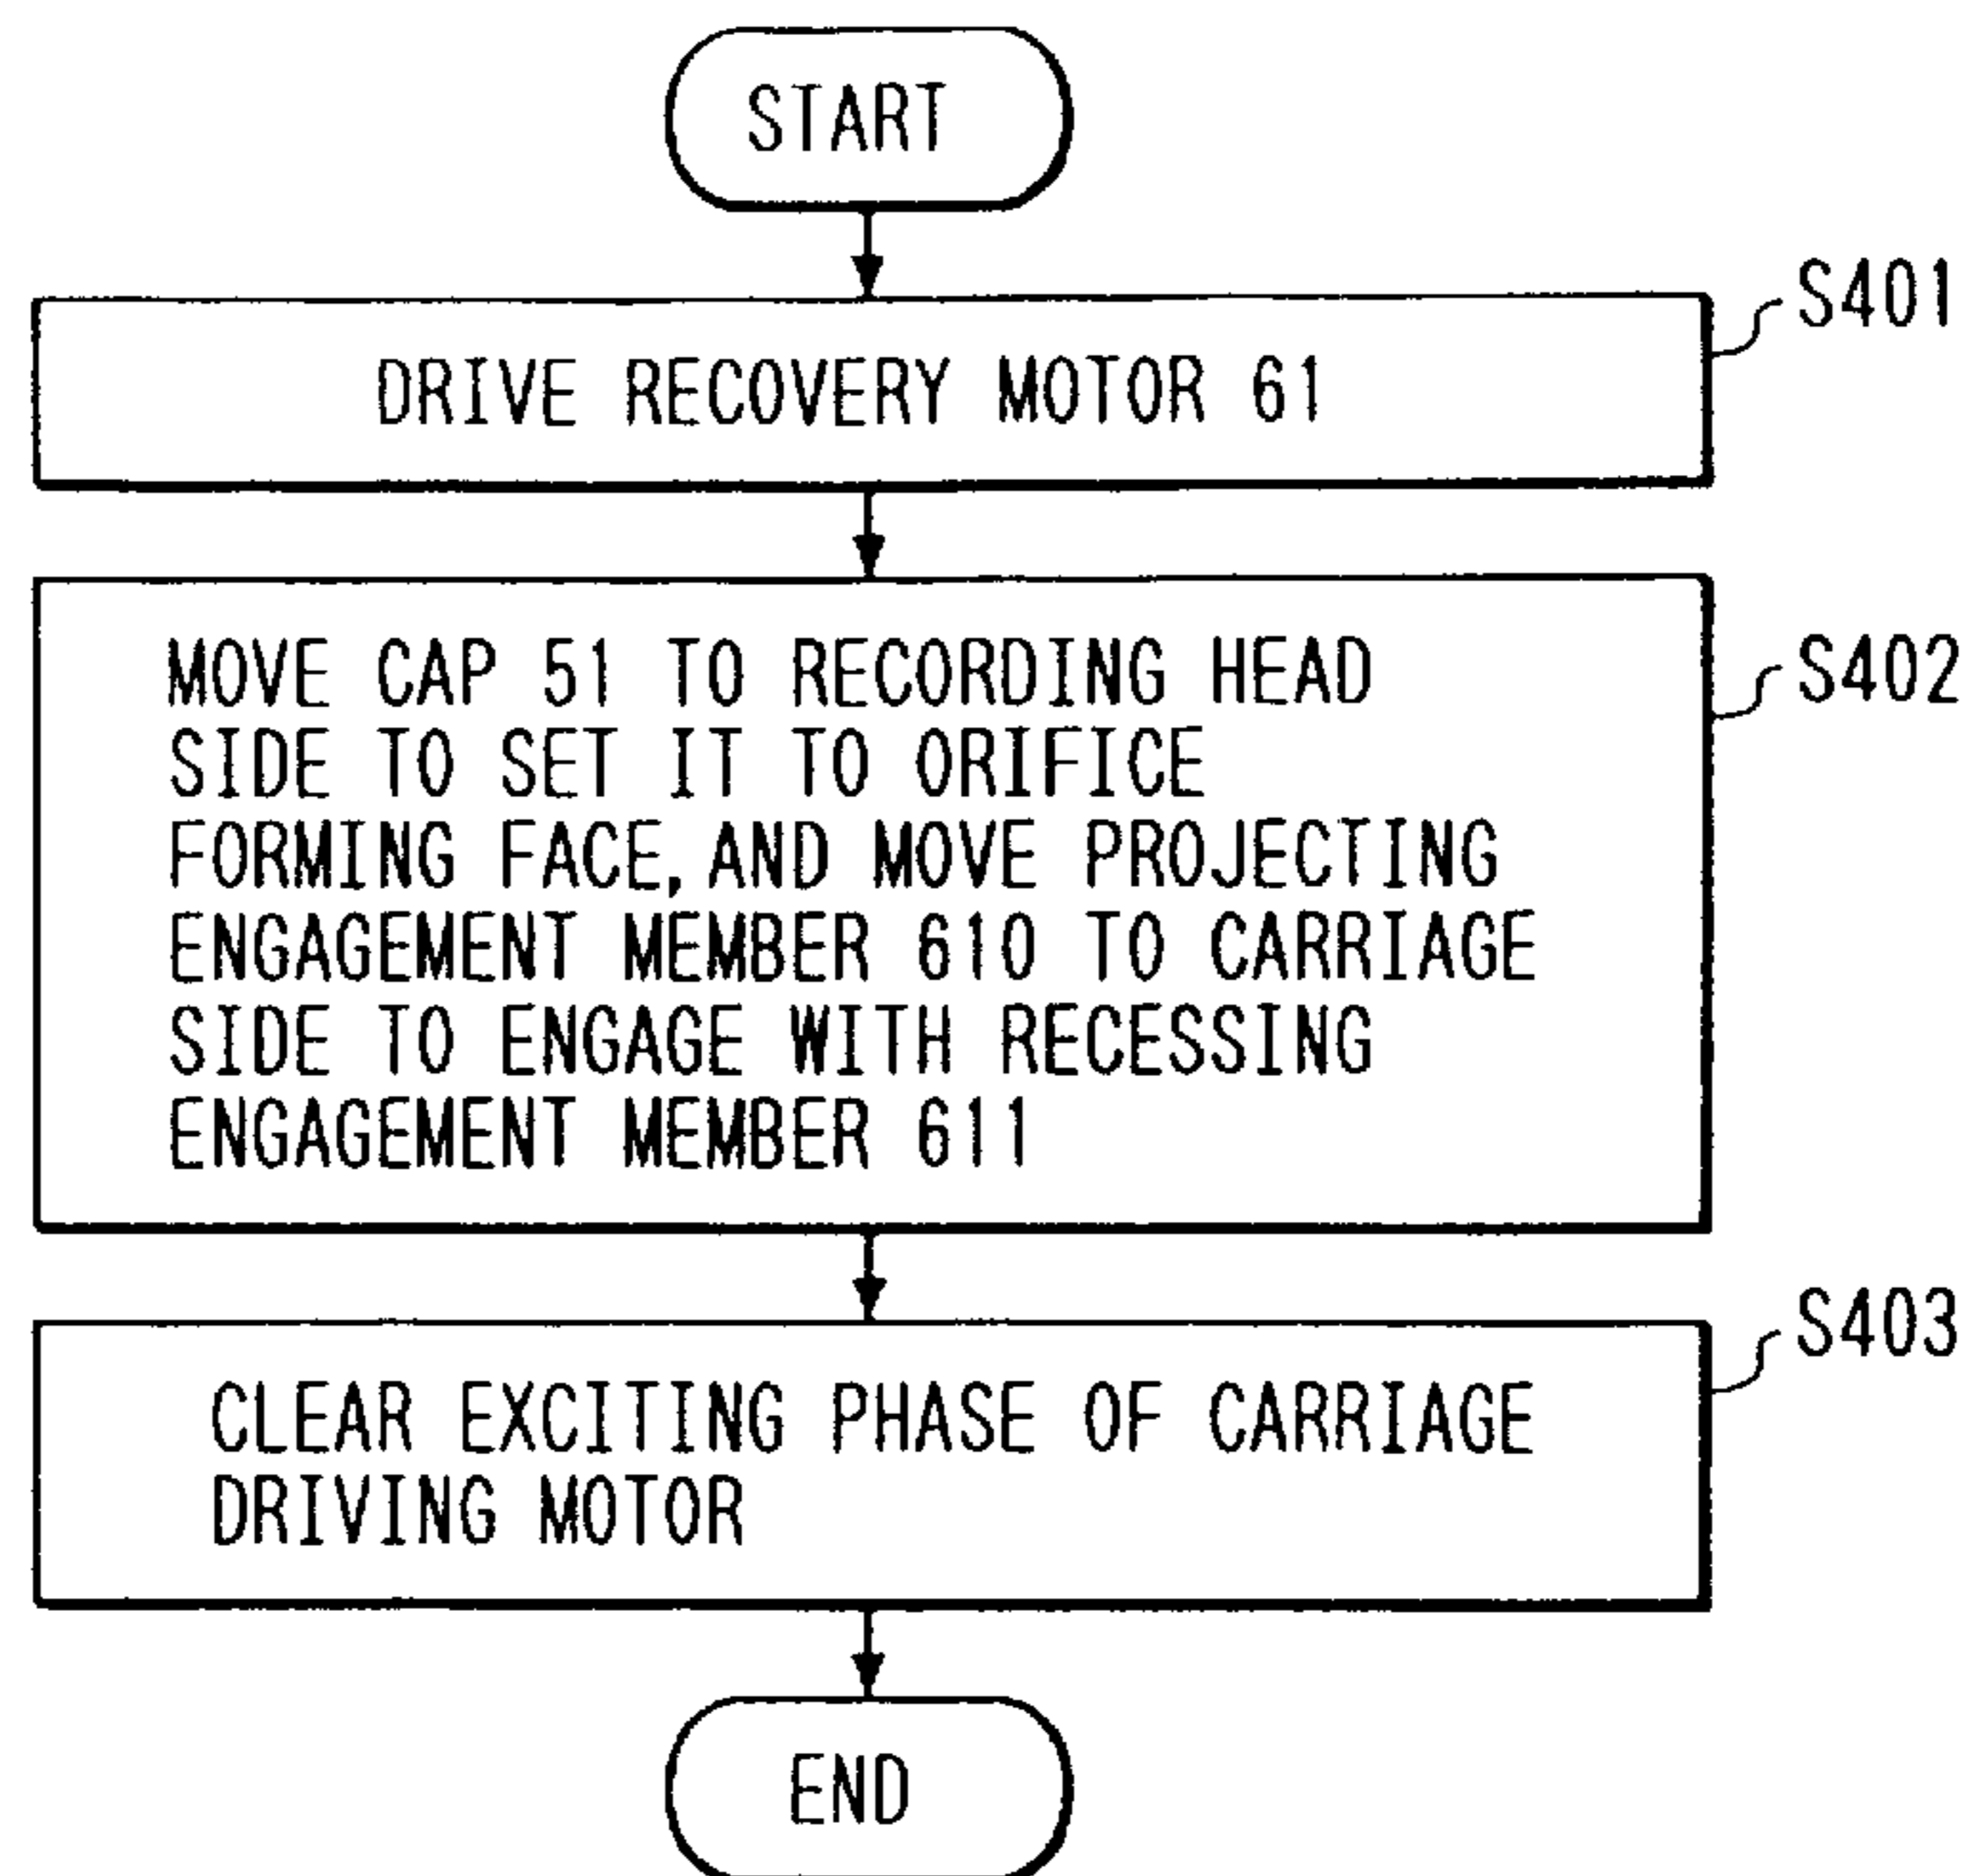 START
S401
DRIVE RECOVERY MOTOR 61
S402
MOVE CAP 51 TO RECORDING HEAD
SIDE TO SET IT TO ORIFICE
FORMING FACE, AND MOVE PROJECTING
ENGAGEMENT MEMBER 610 TO CARRIAGE
SIDE TO ENGAGE WITH RECESSING
ENGAGEMENT MEMBER 611
S403
CLEAR EXCITING PHASE OF CARRIAGE
DRIVING MOTOR
END